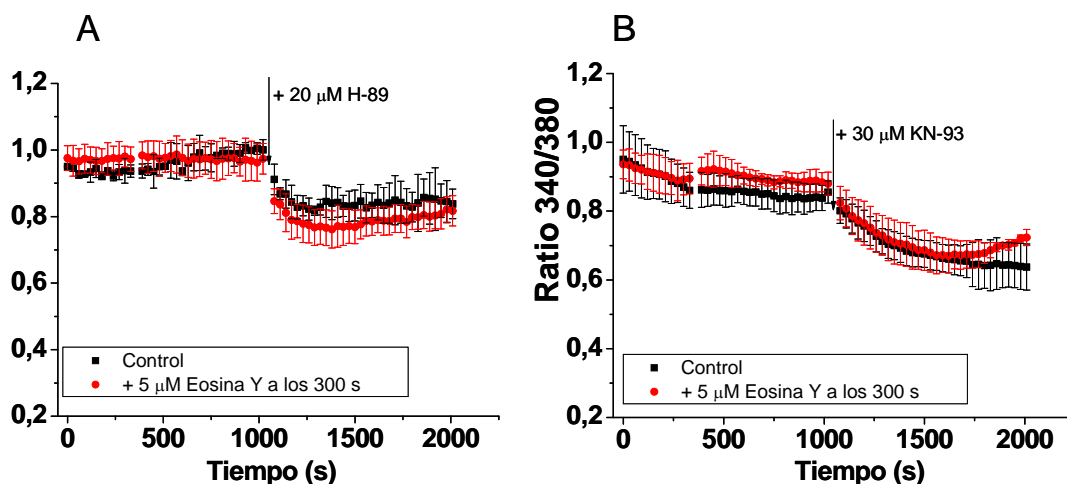 A
1,2
1,0
0,8
0,6
0,4
0,2
+ 20 μM H-89
Control
+ 5 μM Eosina Y a los 300 s
0
500
1000
1500
2000
Tiempo (s)
B
Ratio 340/380
1,2
1,0
0,8
0,6
0,4
0,2
+ 30 μM KN-93
Control
+ 5 μM Eosina Y a los 300 s
0
500
1000
1500
2000
Tiempo (s)